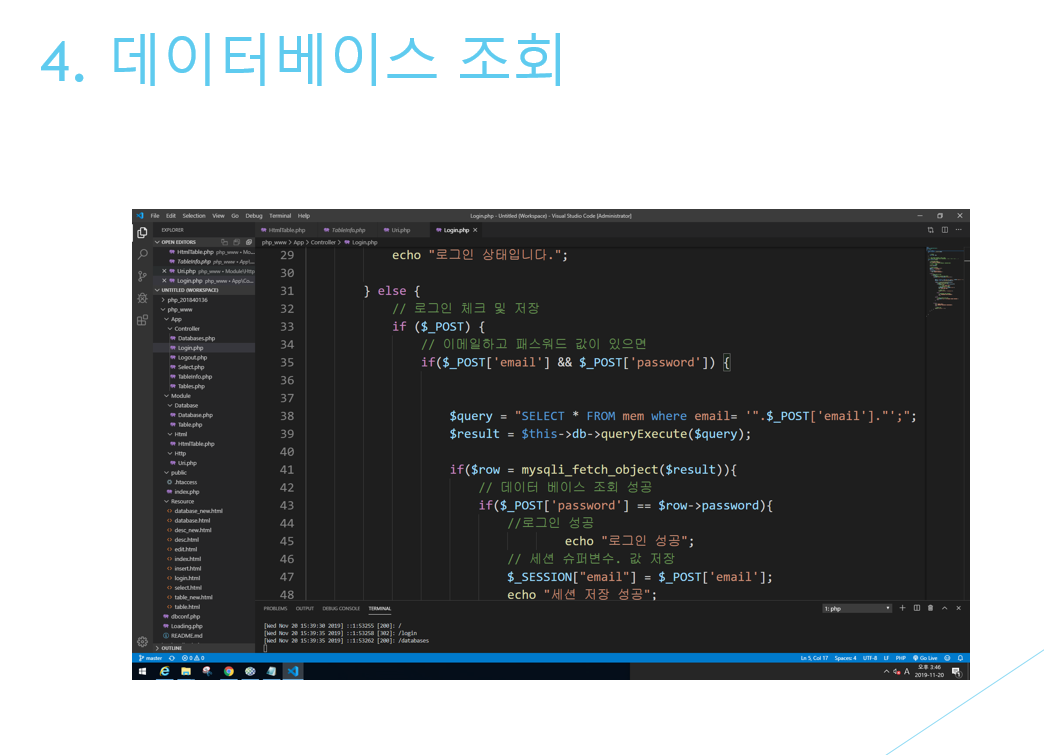 4. 데이터베이스 조회
File Edit Selection View Go Debug Terminal Help
Login.php - Untitled (Workspace) - Visual Studio Code [Administrator]
EXPLORER
HtmlTable.php TableInfo.php Uri.php Login.php
OPEN EDITORS
php_www > App > Controller > Login.php
HtmlTable.php php_www • Mo...
TableInfo.php php_www • App\...
Uri.php php_www • Module\Http
Login.php php_www • App\Co...
UNTITLED (WORKSPACE)
php_201840136
php_www
App
Controller
Databases.php
Login.php
Logout.php
Select.php
TableInfo.php
Tables.php
Module
Database
Database.php
Table.php
Html
HtmlTable.php
Http
Uri.php
public
.htaccess
index.php
Resource
database_new.html
database.html
desc_new.html
desc.html
edit.html
index.html
insert.html
login.html
select.html
table_new.html
table.html
dbconf.php
Loading.php
README.md
OUTLINE
29 echo "로그인 상태입니다.";
30
31 } else {
32 // 로그인 체크 및 저장
33 if ($_POST) {
34 // 이메일하고 패스워드 값이 있으면
35 if($_POST['email'] && $_POST['password']) {
36
37
38 $query = "SELECT * FROM mem where email= '".$_POST['email']."';";
39 $result = $this->db->queryExecute($query);
40
41 if($row = mysqli_fetch_object($result)){
42 // 데이터 베이스 조회 성공
43 if($_POST['password'] == $row->password){
44 //로그인 성공
45 echo "로그인 성공";
46 // 세션 슈퍼변수. 값 저장
47 $_SESSION["email"] = $_POST['email'];
48 echo "세션 저장 성공";
PROBLEMS OUTPUT DEBUG CONSOLE TERMINAL 1: php
[Wed Nov 20 15:39:30 2019] ::1:53255 [200]: /
[Wed Nov 20 15:39:35 2019] ::1:53258 [302]: /login
[Wed Nov 20 15:39:35 2019] ::1:53262 [200]: /databases
master 0 0 Ln 5, Col 17 Spaces: 4 UTF-8 LF PHP Go Live
A 오후 3:46
2019-11-20